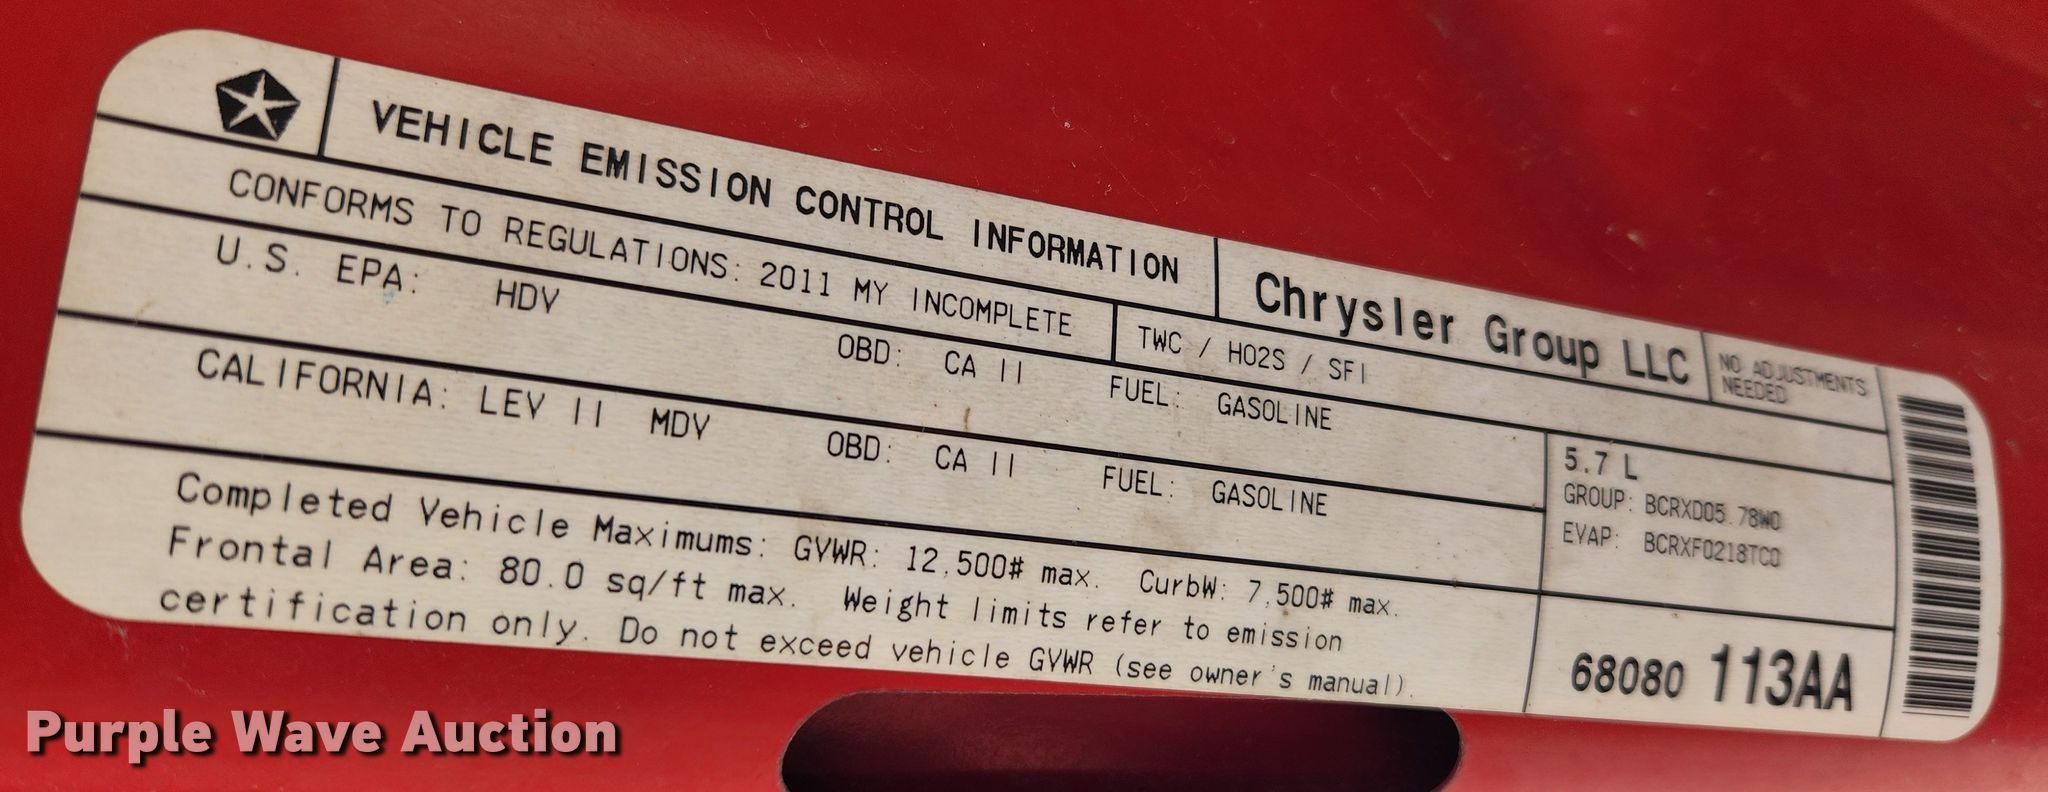 VEHICLE EMISSION CONTROL INFORMATION
Chrysler Group LLC
NO ADJUSTMENTS
NEEDED
CONFORMS TO REGULATIONS: 2011 MY INCOMPLETE
TWC / HO2S / SFI
U.S. EPA: HDV OBD: CA II FUEL: GASOLINE
CALIFORNIA: LEV II MDV OBD: CA II FUEL: GASOLINE
5.7 L
GROUP: BCRXD05.78W0
EVAP: BCRXF0218TC0
Completed Vehicle Maximums: GVWR: 12,500# max. CurbW: 7,500# max.
Frontal Area: 80.0 sq/ft max. Weight limits refer to emission
certification only. Do not exceed vehicle GVWR (see owner's manual).
68080 113AA
Purple Wave Auction